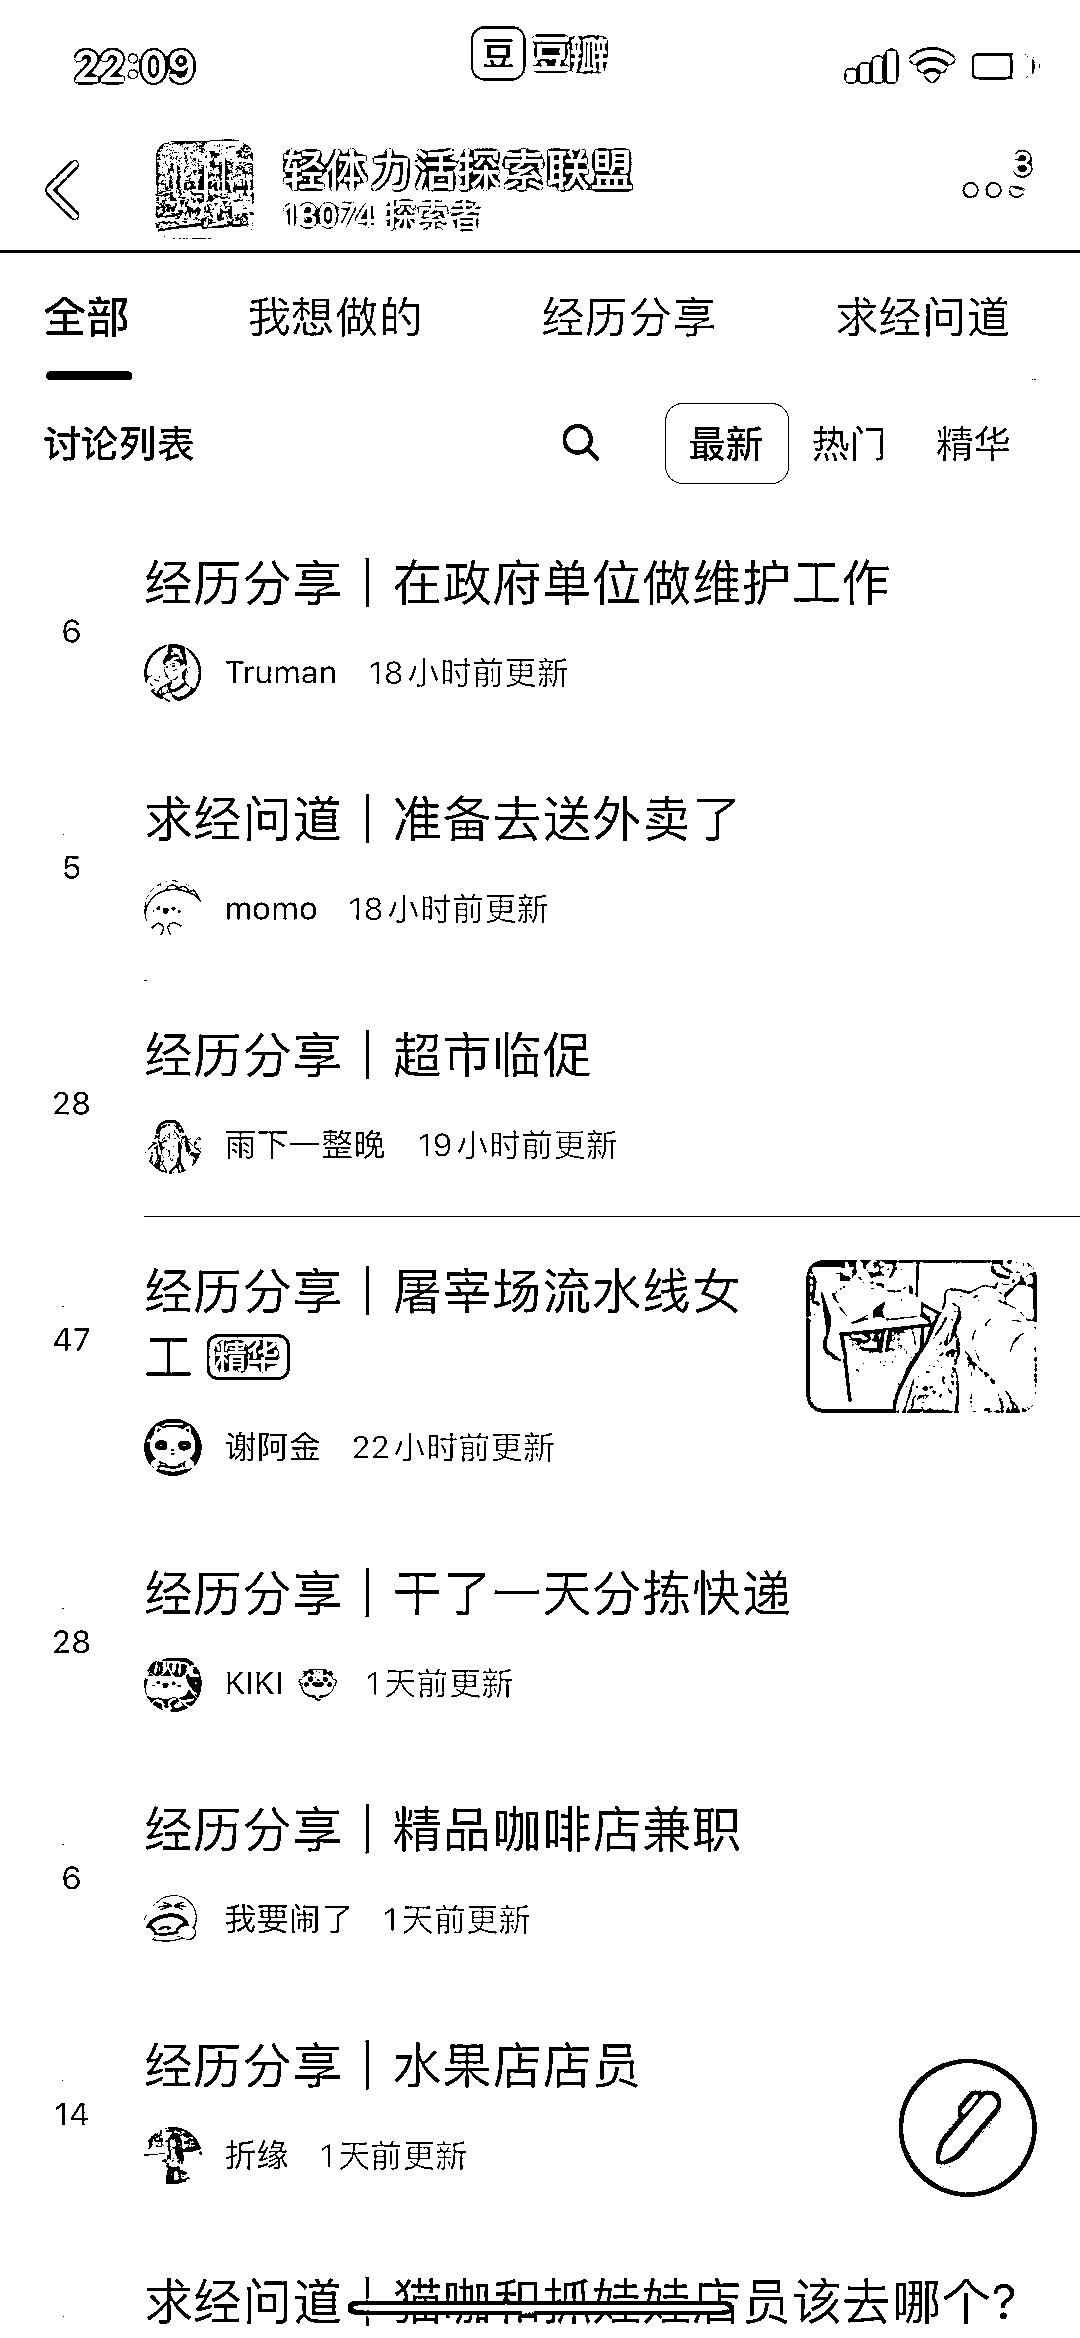 22:09
豆 豆瓣
轻体力活探索联盟
3
18074 探索者
全部 我想做的 经历分享 求经问道
讨论列表 最新 热门 精华
经历分享｜在政府单位做维护工作
6
Truman 18小时前更新
求经问道｜准备去送外卖了
5
momo 18小时前更新
经历分享｜超市临促
28
雨下一整晚 19小时前更新
经历分享｜屠宰场流水线女
47
工 精华
谢阿金 22小时前更新
经历分享｜干了一天分拣快递
28
KIKI 1天前更新
经历分享｜精品咖啡店兼职
6
我要闹了 1天前更新
经历分享｜水果店店员
14
折缘 1天前更新
求经问道｜猫咖和抓娃娃店员该去哪个？